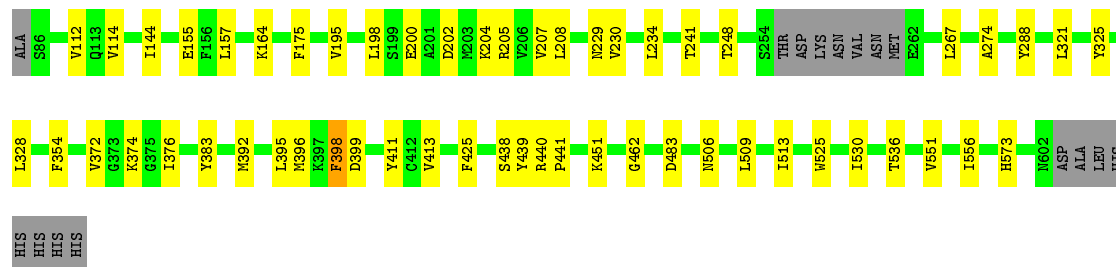 ALA S86 V112 Q113 V114 I144 E155 F156 L157 K164 F175 V195 L198 S199 E200 A201 D202 M203 K204 R205 V206 V207 L208 N229 V230 L234 T241 T248 S254 THR ASP LYS ASN VAL ASN MET E262 L267 A274 Y288 L321 Y325
L328 F354 V372 G373 K374 G375 I376 Y383 M392 L395 M396 K397 F398 D399 Y411 C412 V413 F425 S438 Y439 R440 P441 K451 G462 D483 N506 L509 I513 W525 I530 T536 V551 I556 H573 N602 ASP ALA LEU
HIS HIS HIS HIS